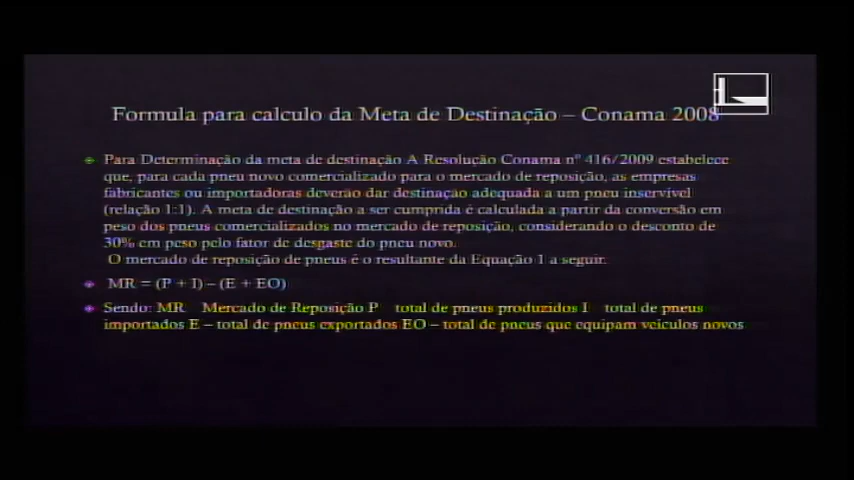 Formula para calculo da Meta de Destinação – Conama 2008
Para Determinação da meta de destinação A Resolução Conama nº 416/2009 estabelece
que, para cada pneu novo comercializado para o mercado de reposição, as empresas
fabricantes ou importadoras deverão dar destinação adequada a um pneu inservível
(relação 1:1). A meta de destinação a ser cumprida é calculada a partir da conversão em
peso dos pneus comercializados no mercado de reposição, considerando o desconto de
30% em peso pelo fator de desgaste do pneu novo.
O mercado de reposição de pneus é o resultante da Equação 1 a seguir.
MR = (P + I) – (E + EO)
Sendo: MR Mercado de Reposição P total de pneus produzidos I total de pneus
importados E – total de pneus exportados EO – total de pneus que equipam veículos novos